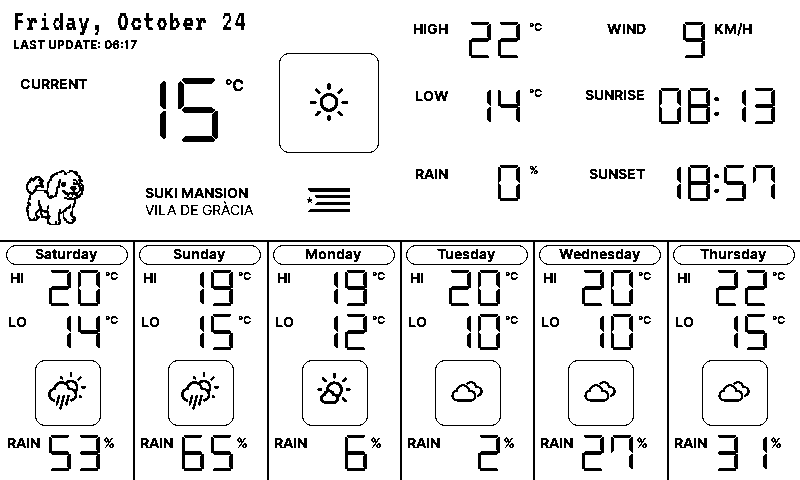 Friday, October 24
LAST UPDATE: 06:17
CURRENT 15 °C
HIGH 22 °C
WIND 9 KM/H
LOW 14 °C
SUNRISE 08:13
RAIN 0 %
SUNSET 18:57
SUKI MANSION
VILA DE GRÀCIA
Saturday
HI 20 °C
LO 14 °C
RAIN 53 %
Sunday
HI 19 °C
LO 15 °C
RAIN 65 %
Monday
HI 19 °C
LO 12 °C
RAIN 6 %
Tuesday
HI 20 °C
LO 10 °C
RAIN 2 %
Wednesday
HI 20 °C
LO 10 °C
RAIN 27 %
Thursday
HI 22 °C
LO 15 °C
RAIN 31 %